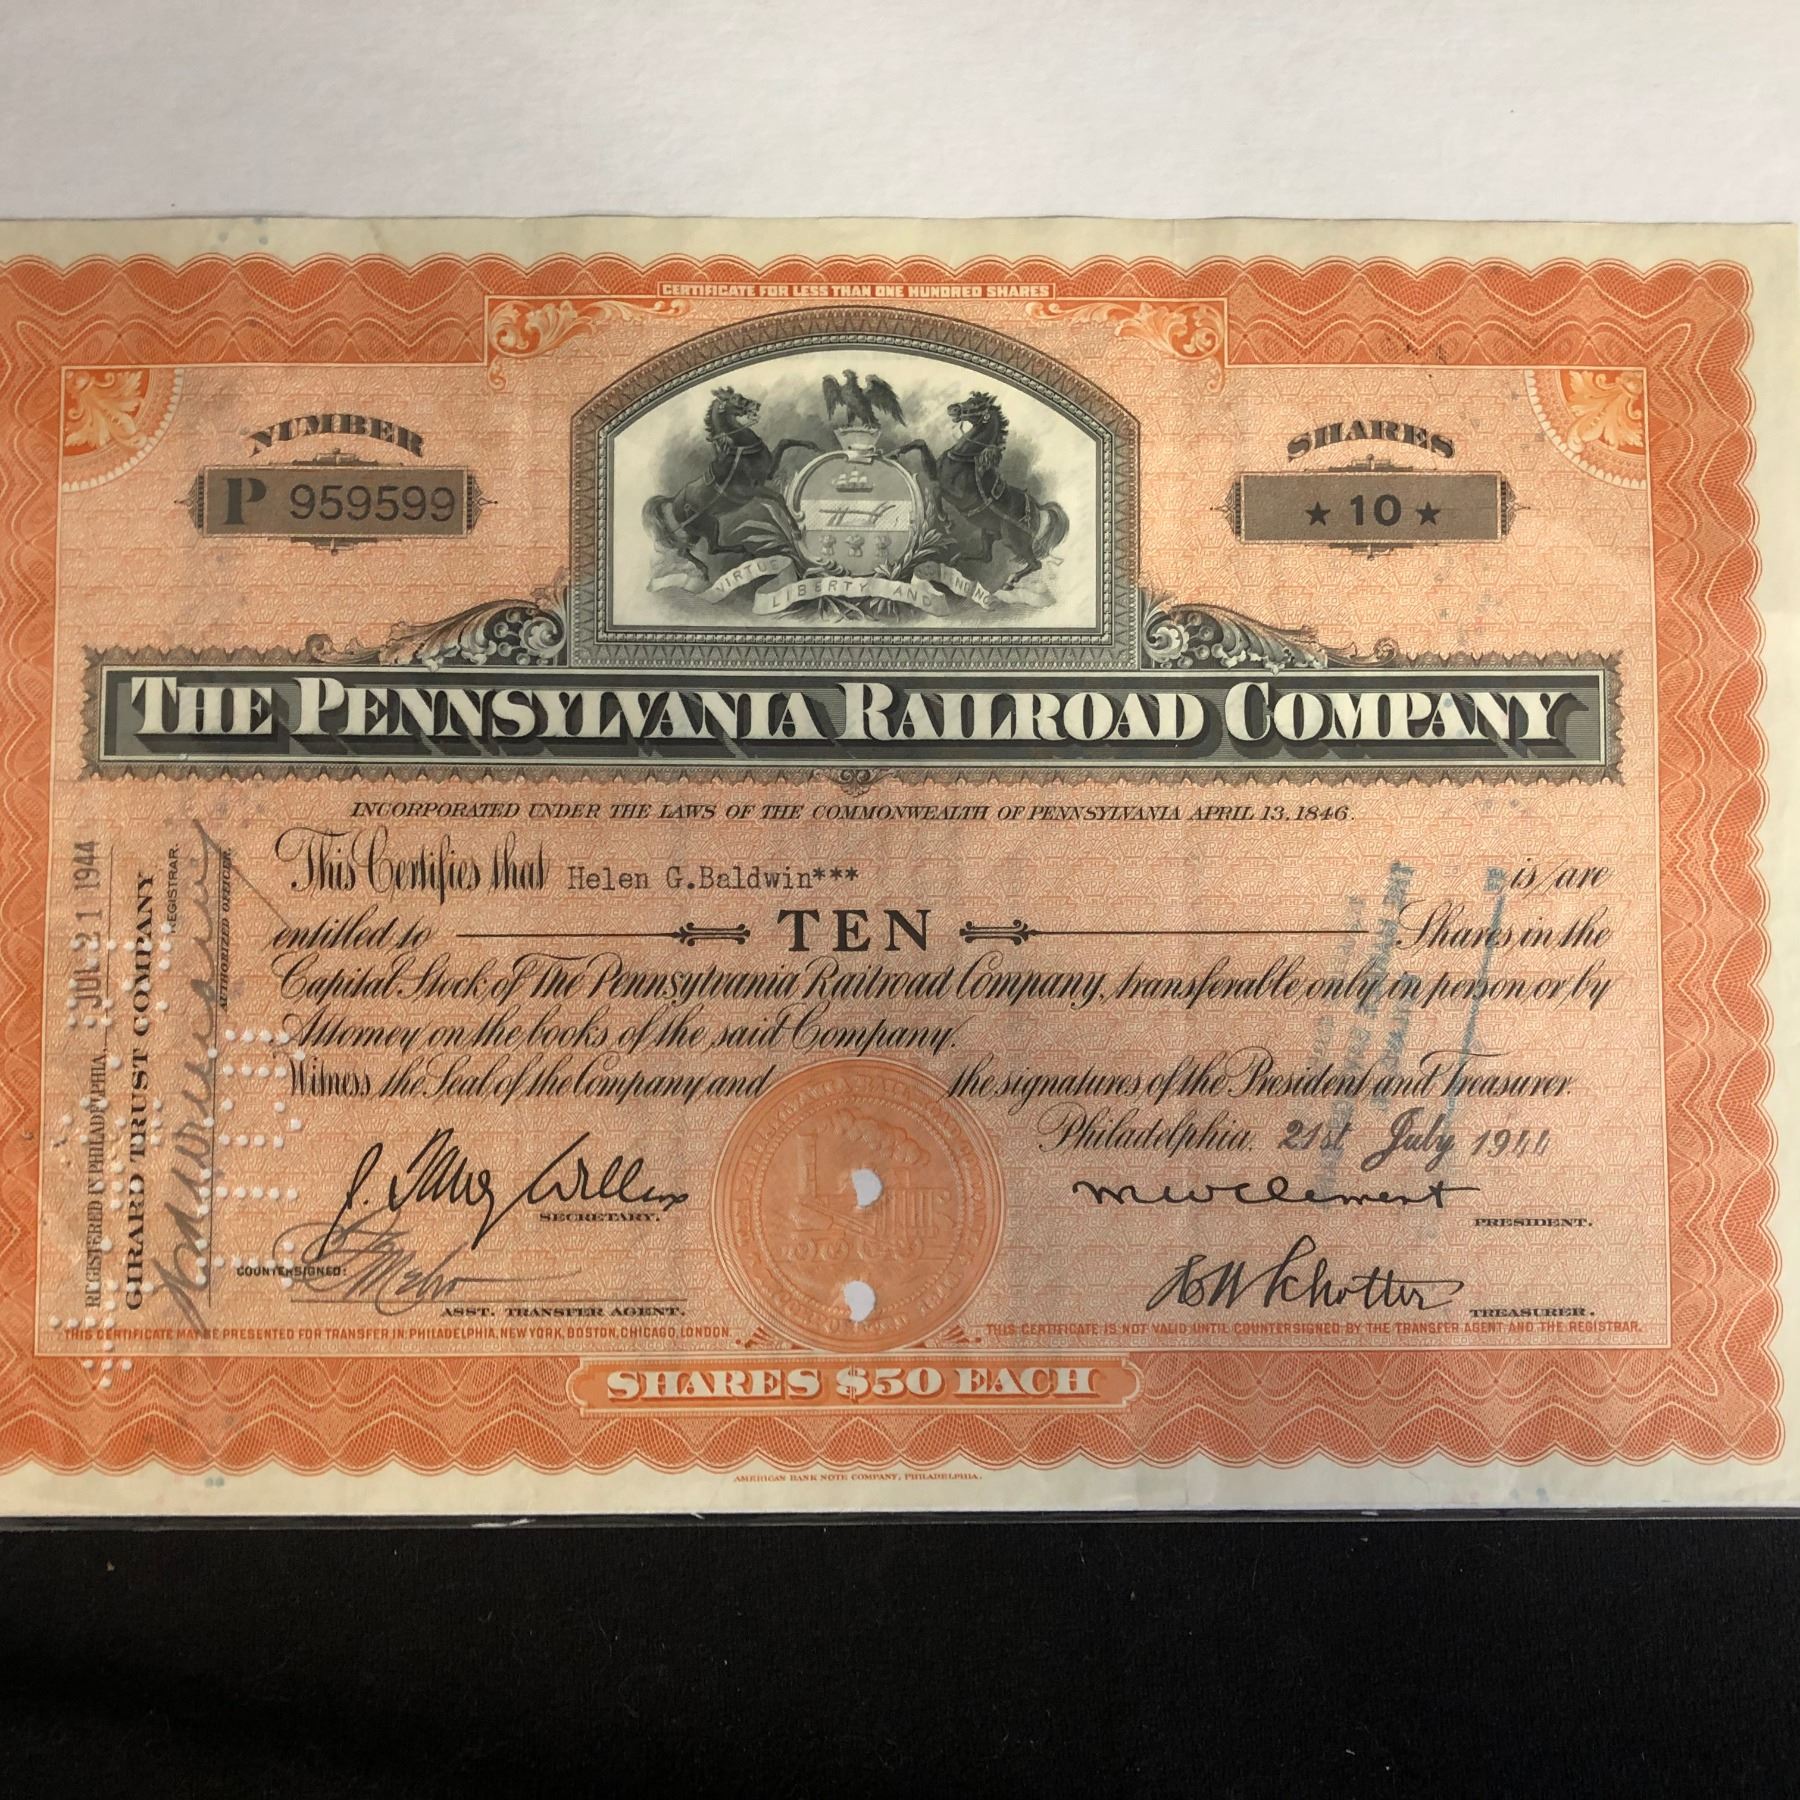 CERTIFICATE FOR LESS THAN ONE HUNDRED SHARES
NUMBER
P 959599
SHARES
★ 10 ★
VIRTUE LIBERTY AND
THE PENNSYLVANIA RAILROAD COMPANY
INCORPORATED UNDER THE LAWS OF THE COMMONWEALTH OF PENNSYLVANIA APRIL 13, 1846.
This Certifies that Helen G.Baldwin*** is/are
entitled to TEN Shares in the
Capital Stock of The Pennsylvania Railroad Company, transferable only in person or by
Attorney on the books of the said Company.
Witness the Seal of the Company and the signatures of the President and Treasurer.
Philadelphia, 21st July 1944
J. Taney Willcox
SECRETARY.
COUNTERSIGNED:
ASST. TRANSFER AGENT.
M W Clement
PRESIDENT.
TREASURER.
THIS CERTIFICATE MAY BE PRESENTED FOR TRANSFER IN PHILADELPHIA, NEW YORK, BOSTON, CHICAGO, LONDON.
THIS CERTIFICATE IS NOT VALID UNTIL COUNTERSIGNED BY THE TRANSFER AGENT AND THE REGISTRAR.
SHARES $50 EACH
AMERICAN BANK NOTE COMPANY, PHILADELPHIA.
REGISTERED IN PHILADELPHIA, JUL 21 1944
GIRARD TRUST COMPANY,
REGISTRAR.
AUTHORIZED OFFICER.